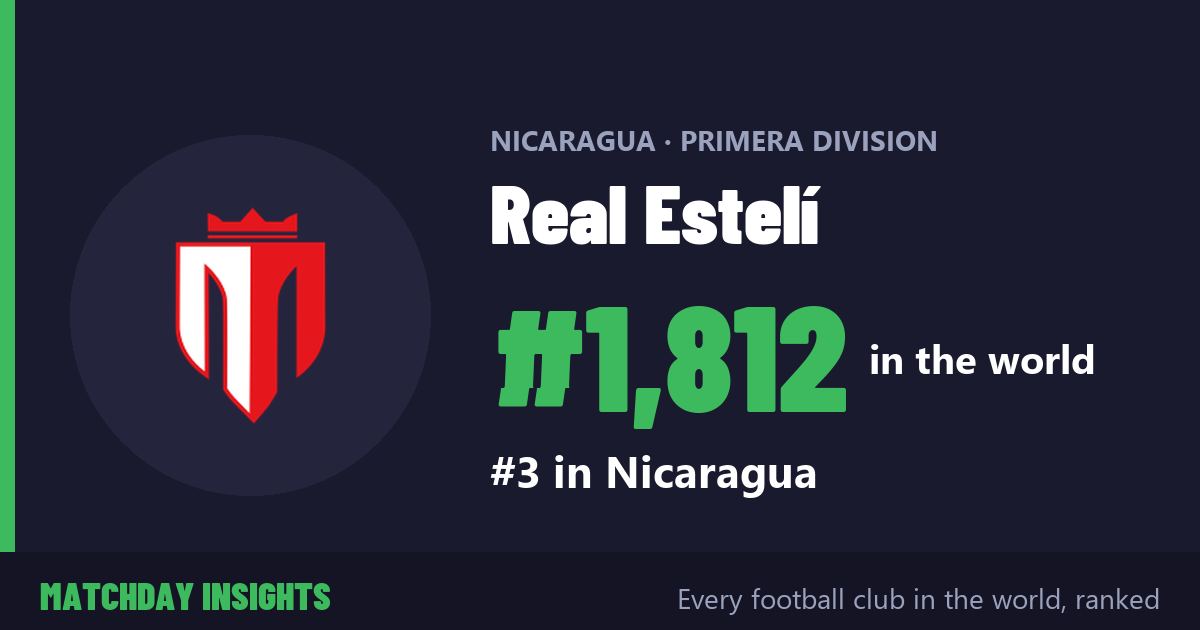 NICARAGUA · PRIMERA DIVISION
Real Estelí
#1,812 in the world
#3 in Nicaragua
MATCHDAY INSIGHTS
Every football club in the world, ranked